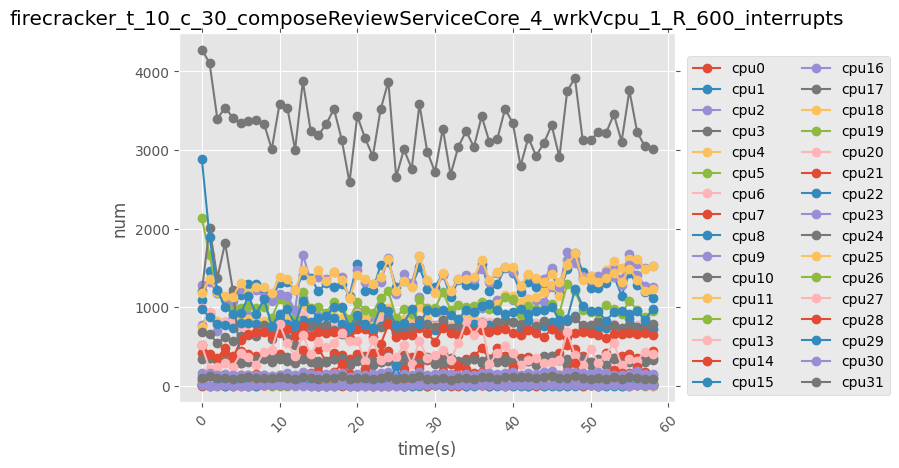 firecracker_t_10_c_30_composeReviewServiceCore_4_wrkVcpu_1_R_600_interrupts
4000
3000
2000
1000
0
num
0
10
20
30
40
50
60
time(s)
cpu0
cpu1
cpu2
cpu3
cpu4
cpu5
cpu6
cpu7
cpu8
cpu9
cpu10
cpu11
cpu12
cpu13
cpu14
cpu15
cpu16
cpu17
cpu18
cpu19
cpu20
cpu21
cpu22
cpu23
cpu24
cpu25
cpu26
cpu27
cpu28
cpu29
cpu30
cpu31